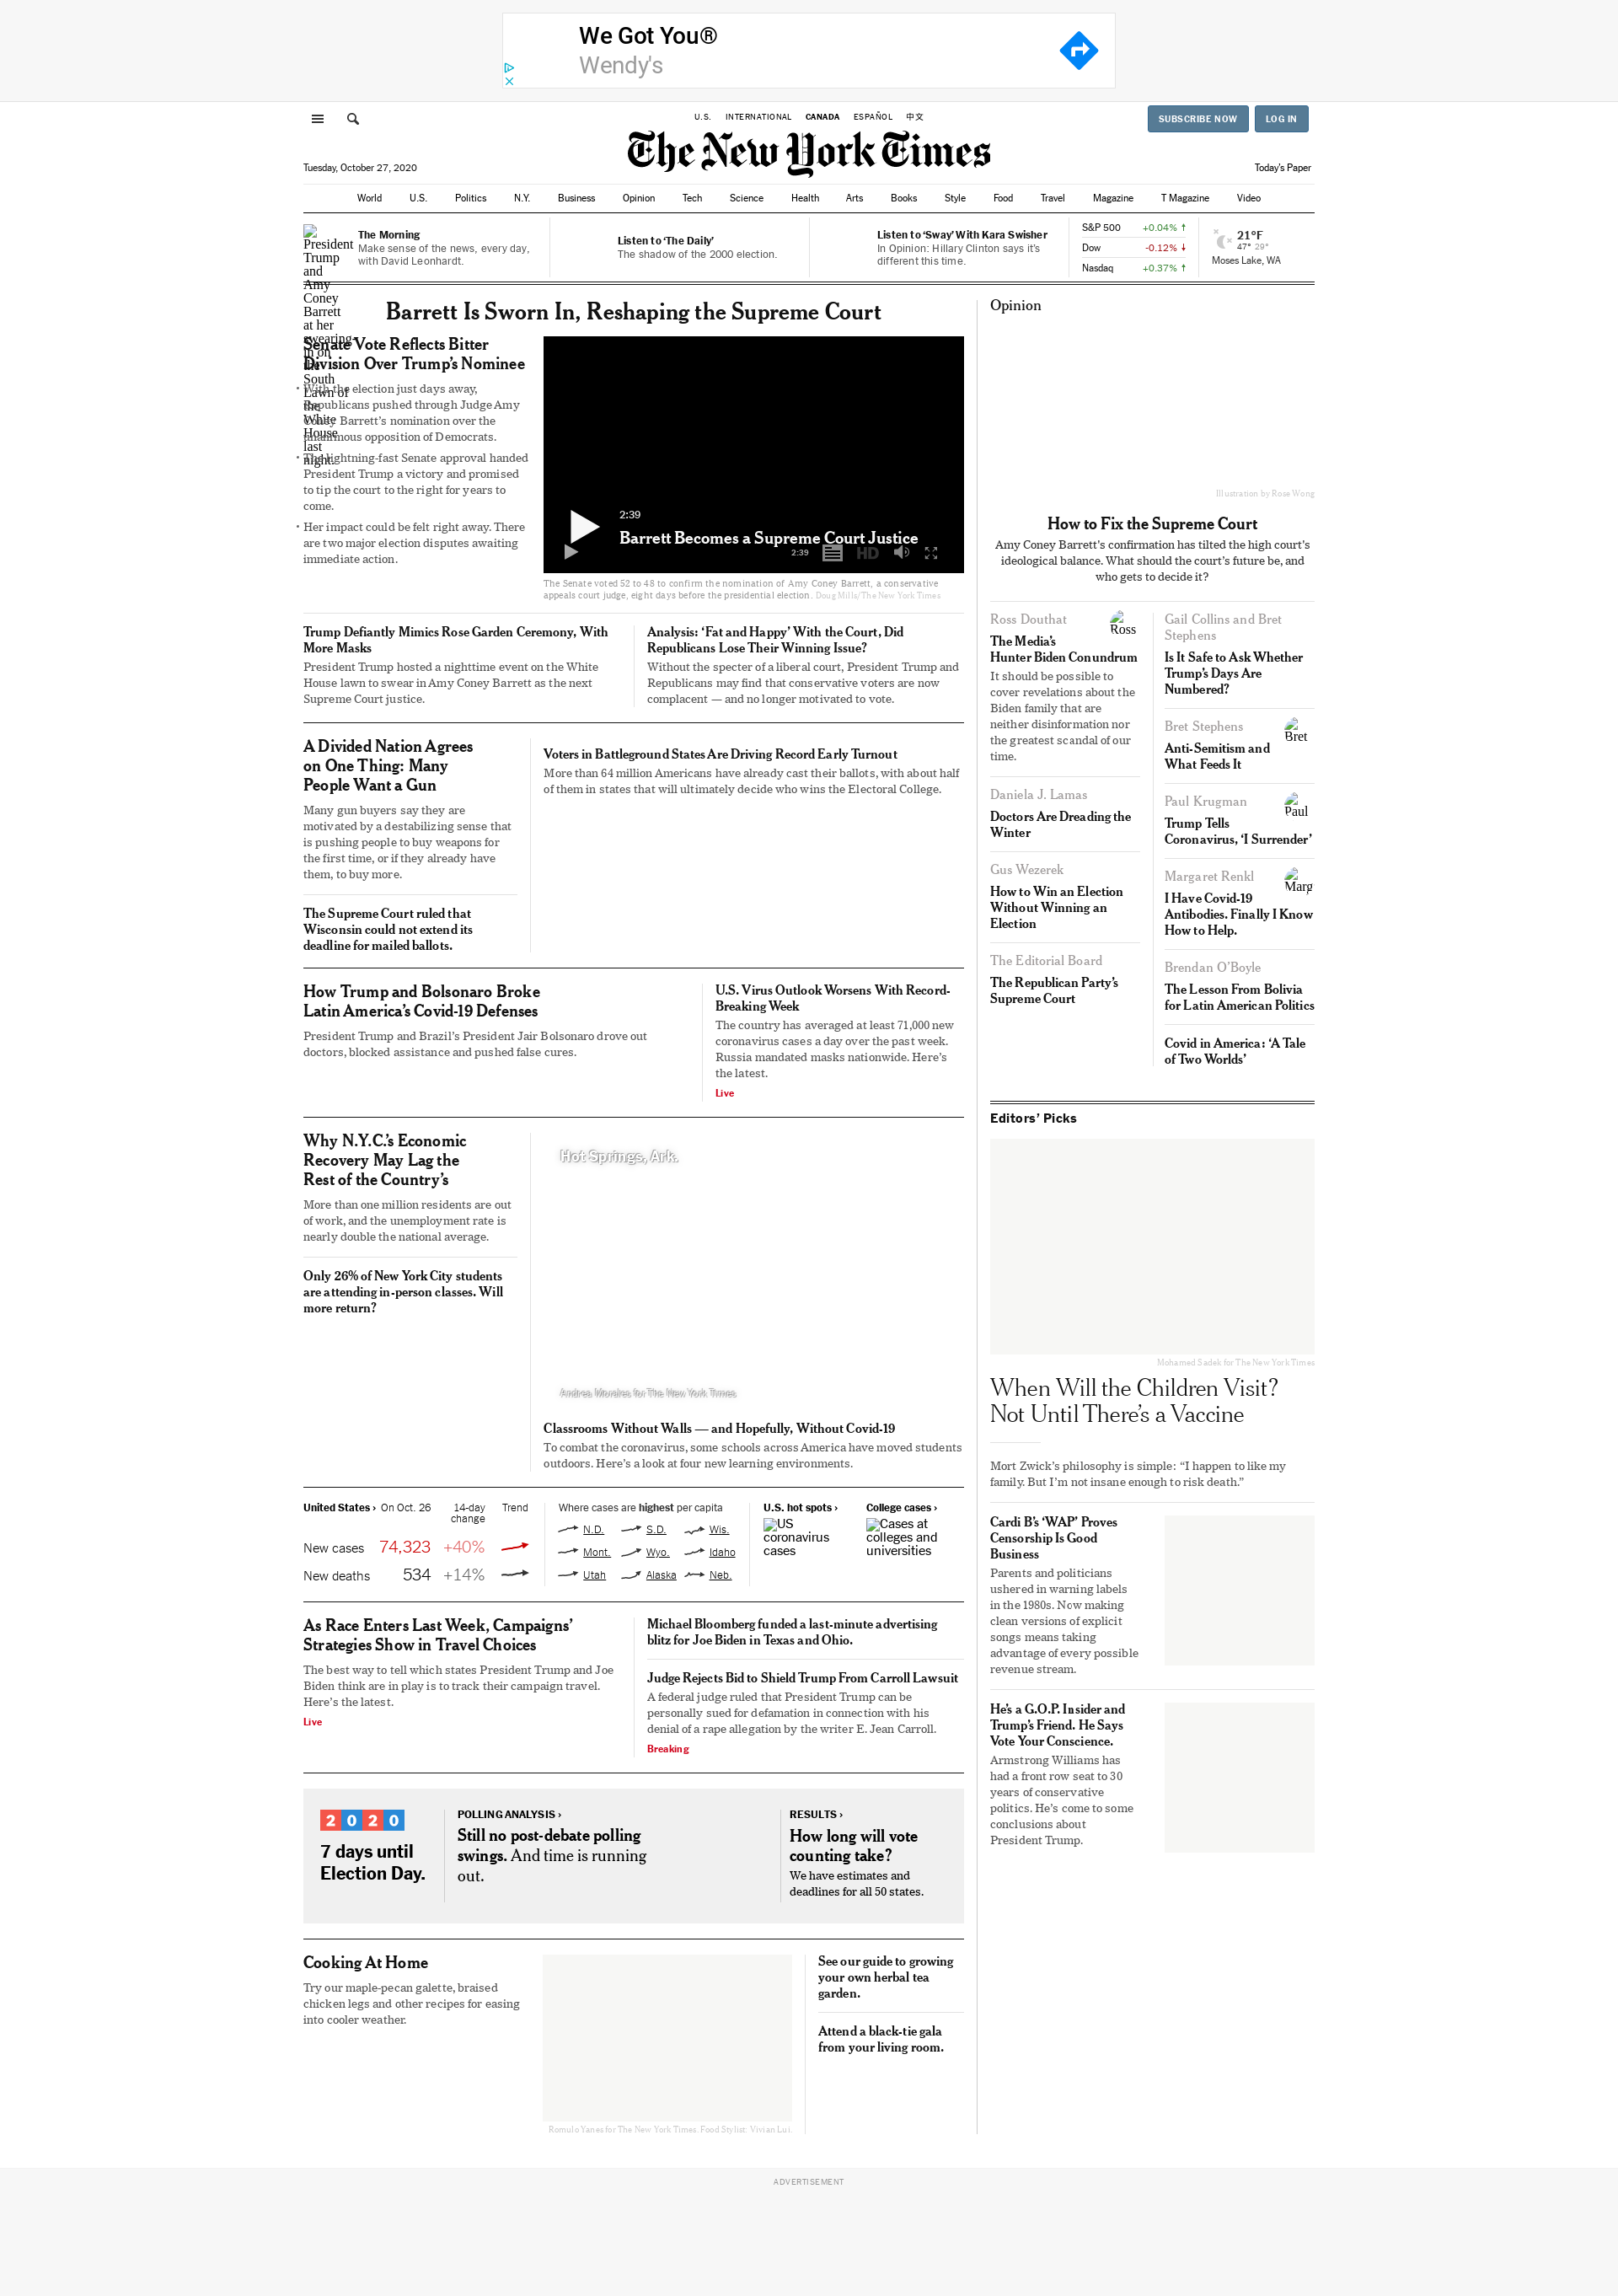 We Got You®
Wendy's
U.S. INTERNATIONAL CANADA ESPAÑOL 中文
SUBSCRIBE NOW LOG IN
The New York Times
Tuesday, October 27, 2020
Today's Paper
World U.S. Politics N.Y. Business Opinion Tech Science Health Arts Books Style Food Travel Magazine T Magazine Video
President Trump and Amy Coney Barrett at her swearing-in on the South Lawn of the White House last night.
The Morning
Make sense of the news, every day,
with David Leonhardt.
Listen to ‘The Daily’
The shadow of the 2000 election.
Listen to ‘Sway’ With Kara Swisher
In Opinion: Hillary Clinton says it's
different this time.
S&P 500 +0.04% ↑
Dow -0.12% ↓
Nasdaq +0.37% ↑
21°F
47° 29°
Moses Lake, WA
Barrett Is Sworn In, Reshaping the Supreme Court
Senate Vote Reflects Bitter
Division Over Trump’s Nominee
• With the election just days away,
Republicans pushed through Judge Amy
Coney Barrett’s nomination over the
unanimous opposition of Democrats.
• The lightning-fast Senate approval handed
President Trump a victory and promised
to tip the court to the right for years to
come.
• Her impact could be felt right away. There
are two major election disputes awaiting
immediate action.
2:39
Barrett Becomes a Supreme Court Justice
2:39 HD
The Senate voted 52 to 48 to confirm the nomination of Amy Coney Barrett, a conservative
appeals court judge, eight days before the presidential election. Doug Mills/The New York Times
Trump Defiantly Mimics Rose Garden Ceremony, With
More Masks
President Trump hosted a nighttime event on the White
House lawn to swear in Amy Coney Barrett as the next
Supreme Court justice.
Analysis: ‘Fat and Happy’ With the Court, Did
Republicans Lose Their Winning Issue?
Without the specter of a liberal court, President Trump and
Republicans may find that conservative voters are now
complacent — and no longer motivated to vote.
A Divided Nation Agrees
on One Thing: Many
People Want a Gun
Many gun buyers say they are
motivated by a destabilizing sense that
is pushing people to buy weapons for
the first time, or if they already have
them, to buy more.
The Supreme Court ruled that
Wisconsin could not extend its
deadline for mailed ballots.
Voters in Battleground States Are Driving Record Early Turnout
More than 64 million Americans have already cast their ballots, with about half
of them in states that will ultimately decide who wins the Electoral College.
How Trump and Bolsonaro Broke
Latin America’s Covid-19 Defenses
President Trump and Brazil’s President Jair Bolsonaro drove out
doctors, blocked assistance and pushed false cures.
U.S. Virus Outlook Worsens With Record-
Breaking Week
The country has averaged at least 71,000 new
coronavirus cases a day over the past week.
Russia mandated masks nationwide. Here’s
the latest.
Live
Why N.Y.C.’s Economic
Recovery May Lag the
Rest of the Country’s
More than one million residents are out
of work, and the unemployment rate is
nearly double the national average.
Only 26% of New York City students
are attending in-person classes. Will
more return?
Hot Springs, Ark.
Andrea Morales for The New York Times
Classrooms Without Walls — and Hopefully, Without Covid-19
To combat the coronavirus, some schools across America have moved students
outdoors. Here’s a look at four new learning environments.
United States › On Oct. 26 14-day change Trend
New cases 74,323 +40%
New deaths 534 +14%
Where cases are highest per capita
N.D. S.D. Wis.
Mont. Wyo. Idaho
Utah Alaska Neb.
U.S. hot spots ›
US coronavirus cases
College cases ›
Cases at colleges and universities
As Race Enters Last Week, Campaigns’
Strategies Show in Travel Choices
The best way to tell which states President Trump and Joe
Biden think are in play is to track their campaign travel.
Here’s the latest.
Live
Michael Bloomberg funded a last-minute advertising
blitz for Joe Biden in Texas and Ohio.
Judge Rejects Bid to Shield Trump From Carroll Lawsuit
A federal judge ruled that President Trump can be
personally sued for defamation in connection with his
denial of a rape allegation by the writer E. Jean Carroll.
Breaking
2020
7 days until
Election Day.
POLLING ANALYSIS ›
Still no post-debate polling
swings. And time is running
out.
RESULTS ›
How long will vote
counting take?
We have estimates and
deadlines for all 50 states.
Cooking At Home
Try our maple-pecan galette, braised
chicken legs and other recipes for easing
into cooler weather.
Romulo Yanes for The New York Times. Food Stylist: Vivian Lui.
See our guide to growing
your own herbal tea
garden.
Attend a black-tie gala
from your living room.
Opinion
Illustration by Rose Wong
How to Fix the Supreme Court
Amy Coney Barrett's confirmation has tilted the high court's
ideological balance. What should the court's future be, and
who gets to decide it?
Ross Douthat
Ross
The Media’s
Hunter Biden Conundrum
It should be possible to
cover revelations about the
Biden family that are
neither disinformation nor
the greatest scandal of our
time.
Daniela J. Lamas
Doctors Are Dreading the
Winter
Gus Wezerek
How to Win an Election
Without Winning an
Election
The Editorial Board
The Republican Party’s
Supreme Court
Gail Collins and Bret
Stephens
Is It Safe to Ask Whether
Trump’s Days Are
Numbered?
Bret Stephens
Bret
Anti-Semitism and
What Feeds It
Paul Krugman
Paul
Trump Tells
Coronavirus, ‘I Surrender’
Margaret Renkl
Marg
I Have Covid-19
Antibodies. Finally I Know
How to Help.
Brendan O’Boyle
The Lesson From Bolivia
for Latin American Politics
Covid in America: ‘A Tale
of Two Worlds’
Editors’ Picks
Mohamed Sadek for The New York Times
When Will the Children Visit?
Not Until There’s a Vaccine
Mort Zwick’s philosophy is simple: “I happen to like my
family. But I’m not insane enough to risk death.”
Cardi B’s ‘WAP’ Proves
Censorship Is Good
Business
Parents and politicians
ushered in warning labels
in the 1980s. Now making
clean versions of explicit
songs means taking
advantage of every possible
revenue stream.
He’s a G.O.P. Insider and
Trump’s Friend. He Says
Vote Your Conscience.
Armstrong Williams has
had a front row seat to 30
years of conservative
politics. He’s come to some
conclusions about
President Trump.
ADVERTISEMENT